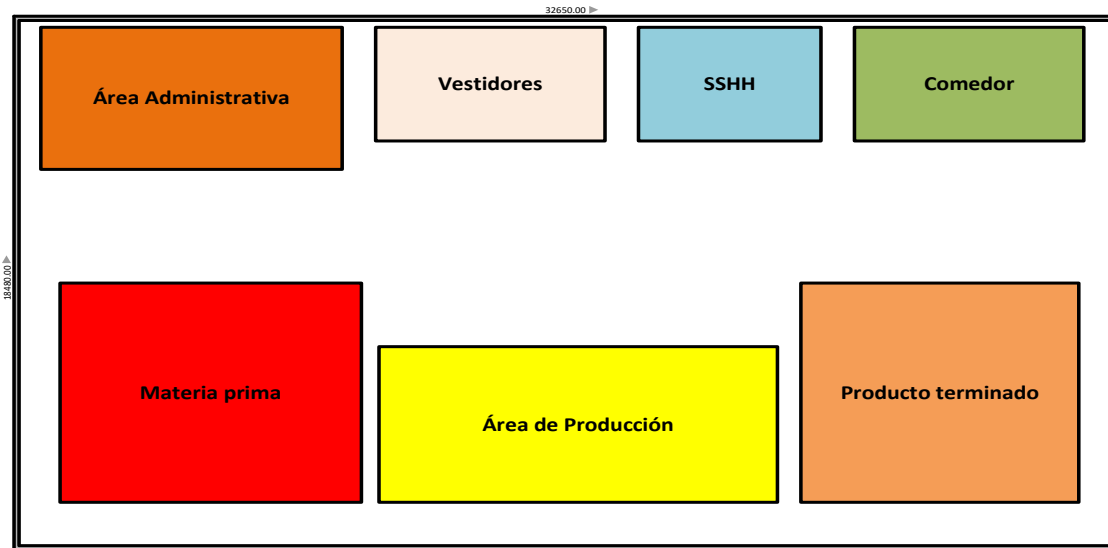 32650.00
Área Administrativa
Vestidores
SSHH
Comedor
18480.00
Materia prima
Área de Producción
Producto terminado